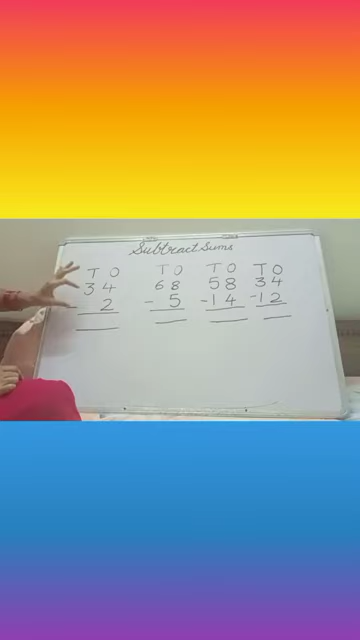 Subtract Sums
T O T O T O T O
3 4 6 8 5 8 3 4
2 - 5 - 1 4 - 1 2